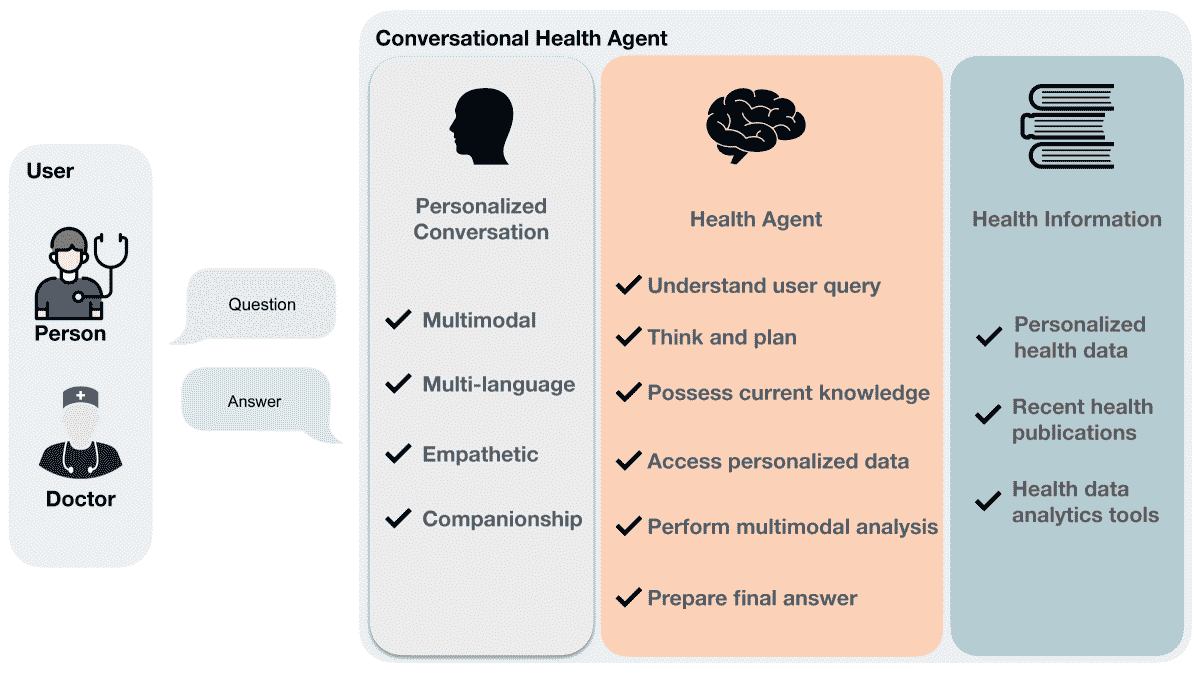 Conversational Health Agent
User
Person
Doctor
Question
Answer
Personalized
Conversation
Multimodal
Multi-language
Empathetic
Companionship
Health Agent
Understand user query
Think and plan
Possess current knowledge
Access personalized data
Perform multimodal analysis
Prepare final answer
Health Information
Personalized
health data
Recent health
publications
Health data
analytics tools